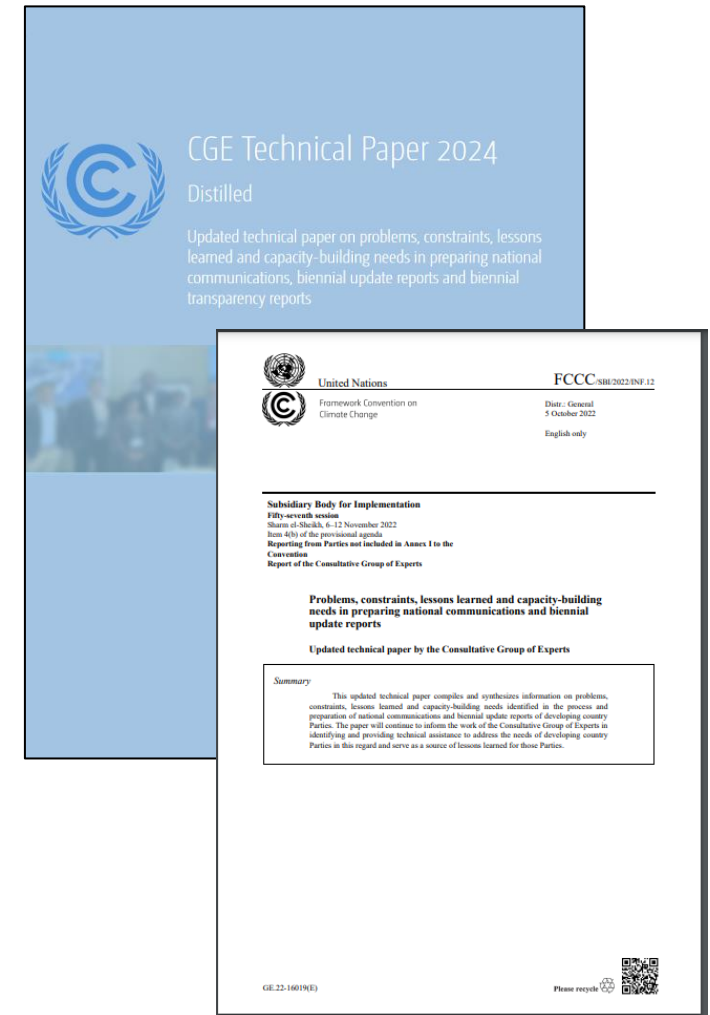 CGE Technical Paper 2024
Distilled
Updated technical paper on problems, constraints, lessons
learned and capacity-building needs in preparing national
communications, biennial update reports and biennial
transparency reports
United Nations
FCCC/SBI/2022/INF.12
Framework Convention on
Climate Change
Distr.: General
5 October 2022
English only
Subsidiary Body for Implementation
Fifty-seventh session
Sharm el-Sheikh, 6–12 November 2022
Item 4(b) of the provisional agenda
Reporting from Parties not included in Annex I to the
Convention
Report of the Consultative Group of Experts
Problems, constraints, lessons learned and capacity-building
needs in preparing national communications and biennial
update reports
Updated technical paper by the Consultative Group of Experts
Summary
This updated technical paper compiles and synthesizes information on problems,
constraints, lessons learned and capacity-building needs identified in the process and
preparation of national communications and biennial update reports of developing country
Parties. The paper will continue to inform the work of the Consultative Group of Experts in
identifying and providing technical assistance to address the needs of developing country
Parties in this regard and serve as a source of lessons learned for those Parties.
GE.22-16019(E)
Please recycle